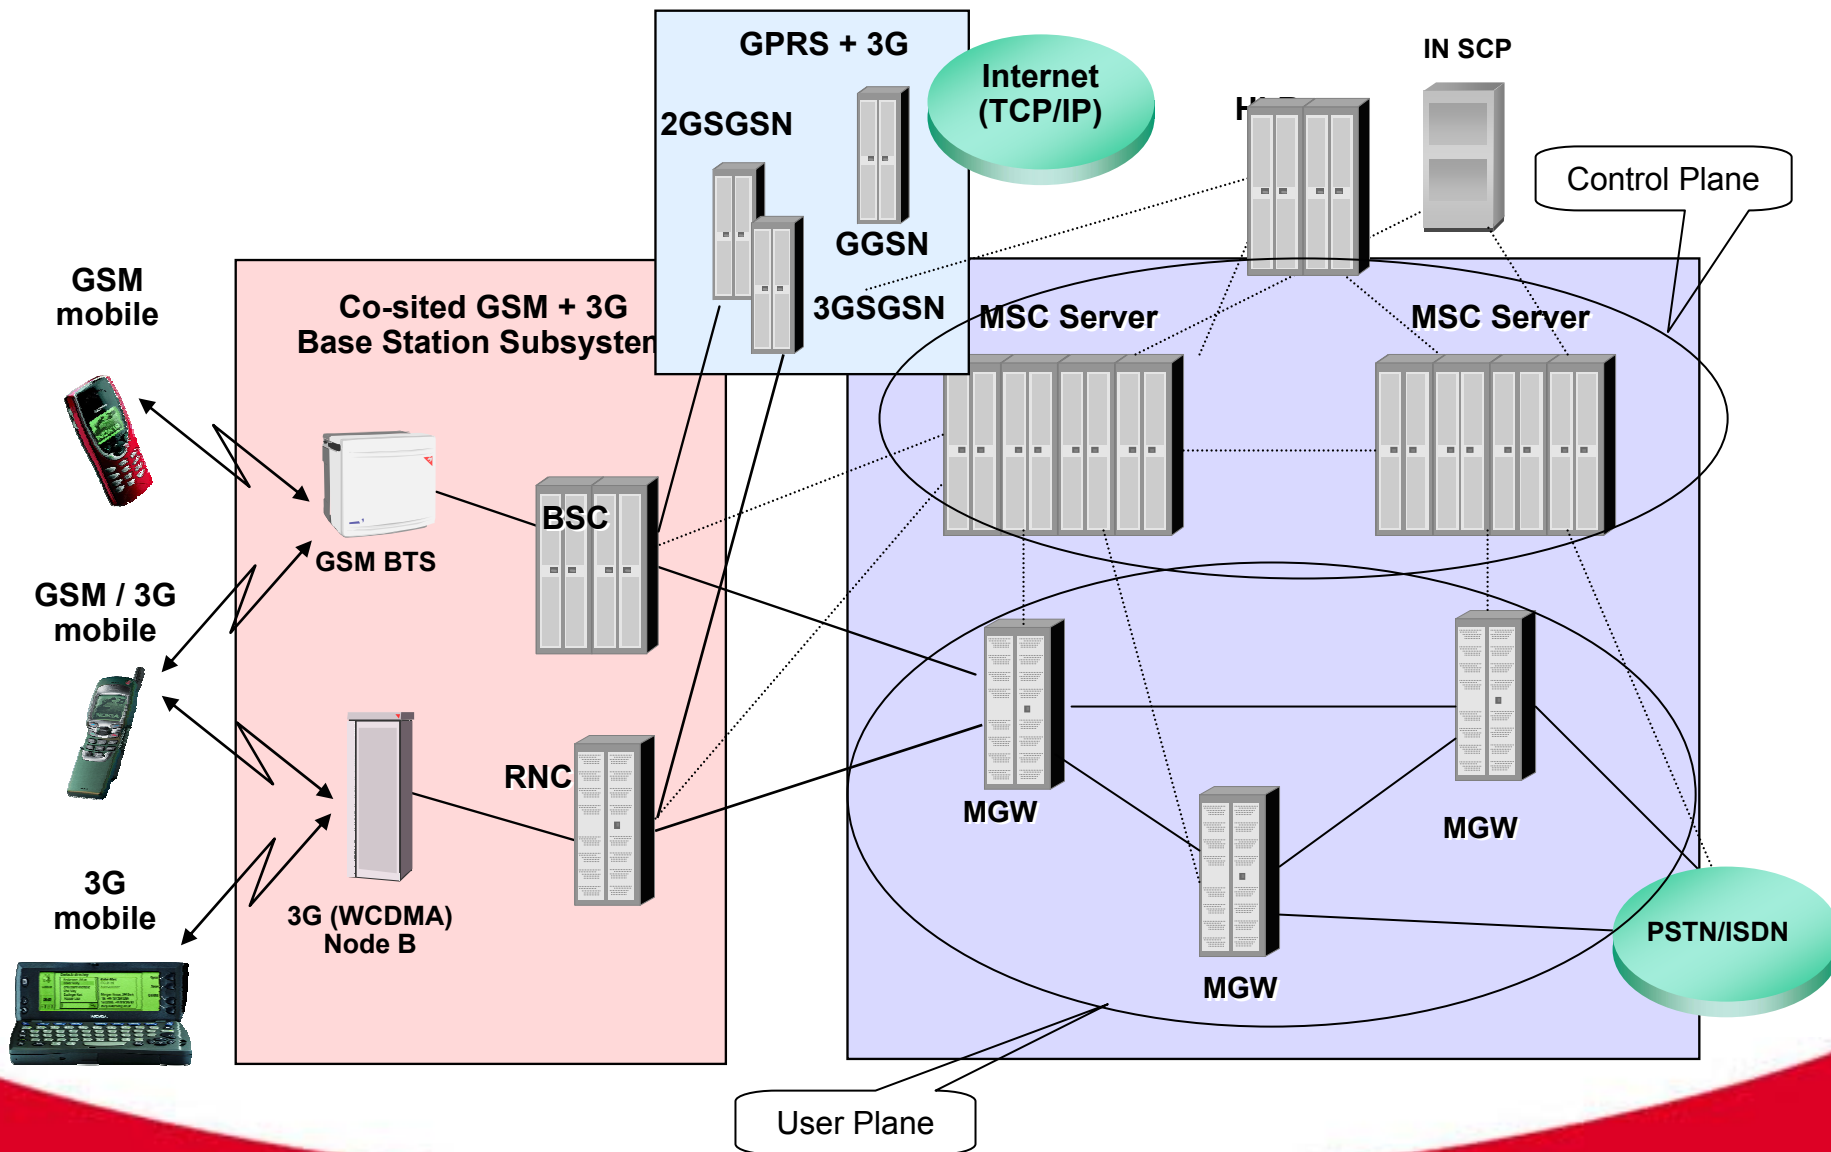 GPRS + 3G
IN SCP
Internet
(TCP/IP)
2GSGSN
Control Plane
GGSN
GSM
mobile
Co-sited GSM + 3G
Base Station Subsystem
3GSGSN
MSC Server
MSC Server
BSC
GSM BTS
GSM / 3G
mobile
RNC
MGW
MGW
3G
mobile
3G (WCDMA)
Node B
PSTN/ISDN
MGW
User Plane